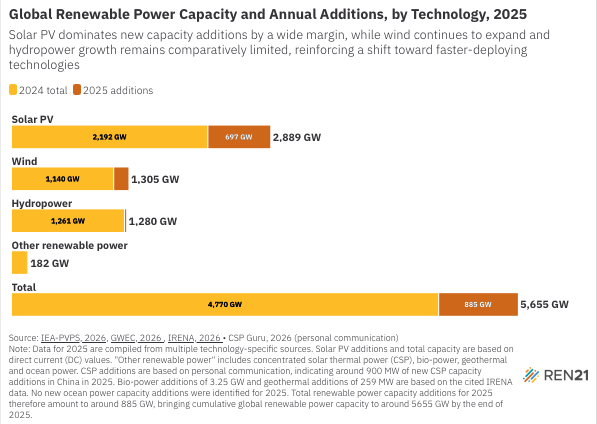 Global Renewable Power Capacity and Annual Additions, by Technology, 2025
Solar PV dominates new capacity additions by a wide margin, while wind continues to expand and
hydropower growth remains comparatively limited, reinforcing a shift toward faster-deploying
technologies
2024 total 2025 additions
Solar PV
2,192 GW 697 GW 2,889 GW
Wind
1,140 GW 1,305 GW
Hydropower
1,261 GW 1,280 GW
Other renewable power
182 GW
Total
4,770 GW 885 GW 5,655 GW
Source: IEA-PVPS, 2026, GWEC, 2026 , IRENA, 2026 • CSP Guru, 2026 (personal communication)
Note: Data for 2025 are compiled from multiple technology-specific sources. Solar PV additions and total capacity are based on
direct current (DC) values. "Other renewable power" includes concentrated solar thermal power (CSP), bio-power, geothermal
and ocean power. CSP additions are based on personal communication, indicating around 900 MW of new CSP capacity
additions in China in 2025. Bio-power additions of 3.25 GW and geothermal additions of 259 MW are based on the cited IRENA
data. No new ocean power capacity additions were identified for 2025. Total renewable power capacity additions for 2025
therefore amount to around 885 GW, bringing cumulative global renewable power capacity to around 5655 GW by the end of
2025.
REN21